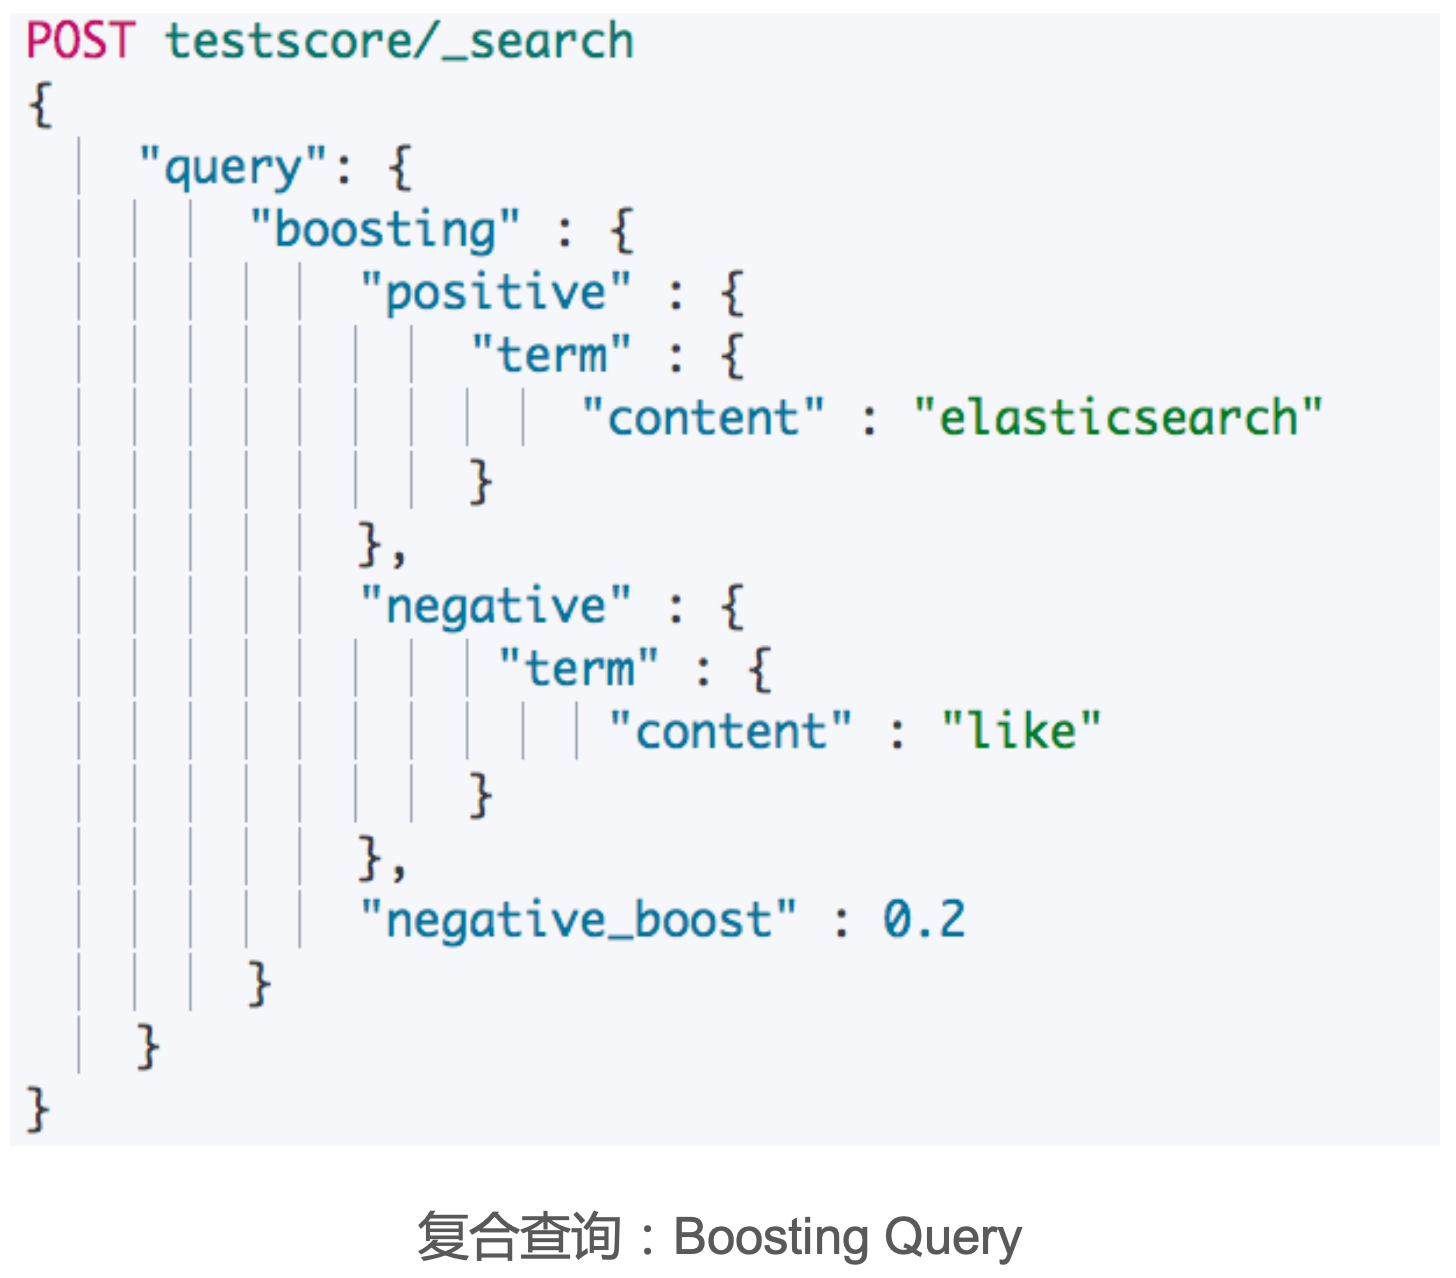 POST testscore/_search
{
    "query": {
        "boosting" : {
            "positive" : {
                "term" : {
                    "content" : "elasticsearch"
                }
            },
            "negative" : {
                 "term" : {
                     "content" : "like"
                }
            },
            "negative_boost" : 0.2
        }
    }
}
复合查询：Boosting Query